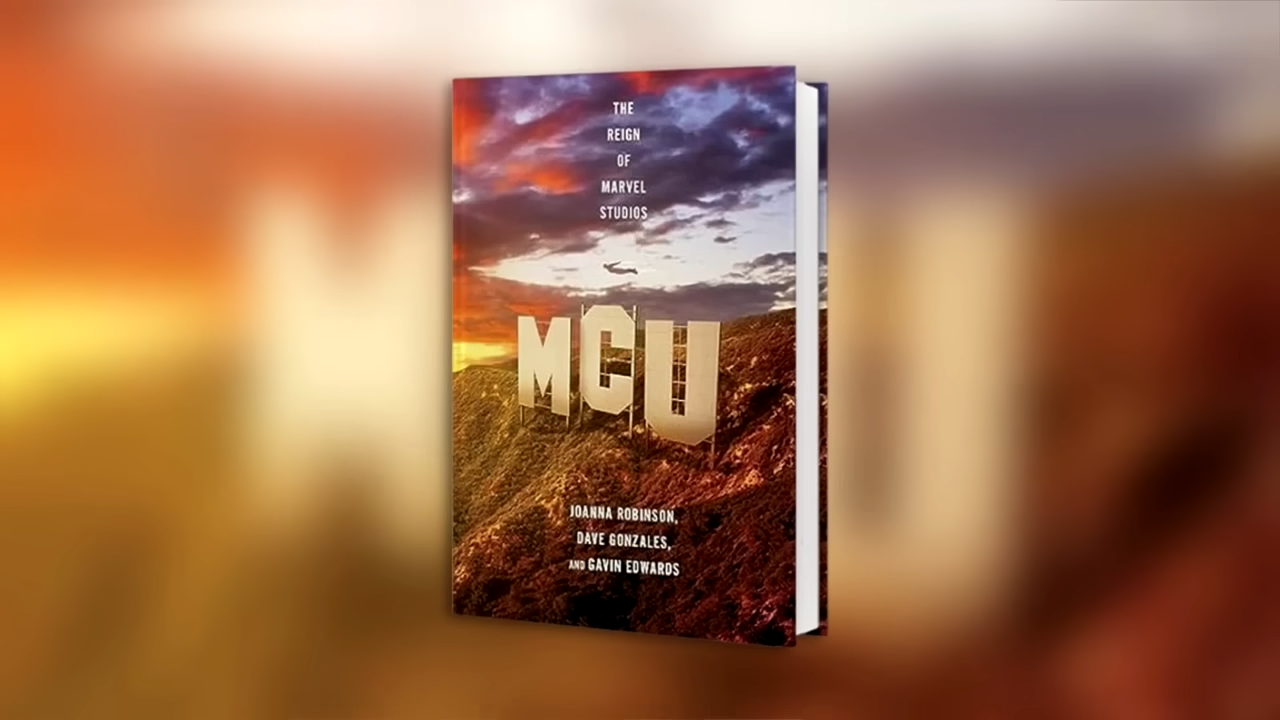 THE
REIGN
OF
MARVEL
STUDIOS
MCU
JOANNA ROBINSON,
DAVE GONZALES,
AND GAVIN EDWARDS